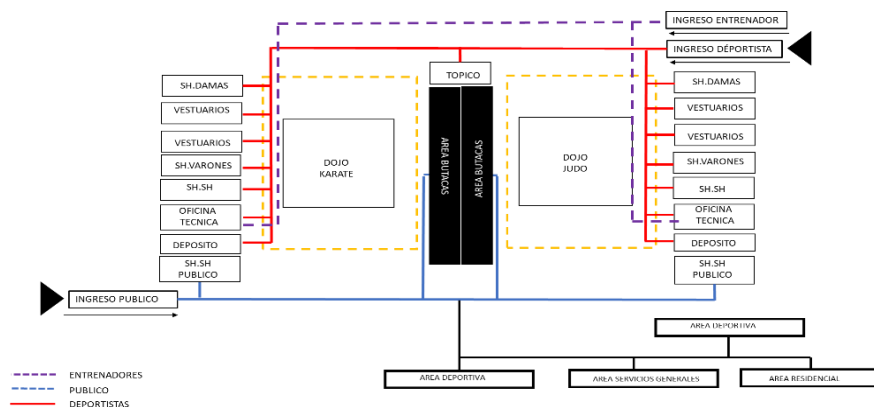 INGRESO ENTRENADOR
INGRESO DÉPORTISTA
TOPICO
SH.DAMAS
VESTUARIOS
VESTUARIOS
SH.VARONES
SH.SH
OFICINA
TECNICA
DEPOSITO
SH.SH
PUBLICO
DOJO
KARATE
AREA BUTACAS
AREA BUTACAS
DOJO
JUDO
SH.DAMAS
VESTUARIOS
VESTUARIOS
SH.VARONES
SH.SH
OFICINA
TECNICA
DEPOSITO
SH.SH
PUBLICO
INGRESO PUBLICO
AREA DEPORTIVA
AREA DEPORTIVA
AREA SERVICIOS GENERALES
AREA RESIDENCIAL
ENTRENADORES
PUBLICO
DEPORTISTAS